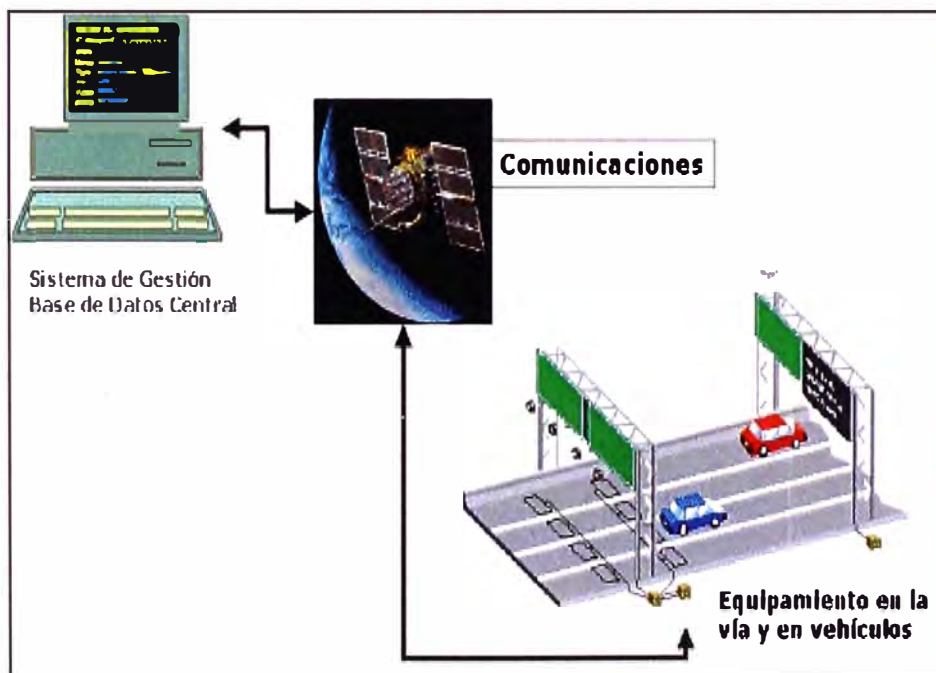 Comunicaciones
Sistema de Gestión
Base de Datos Central
Equipamiento en la
vía y en vehículos